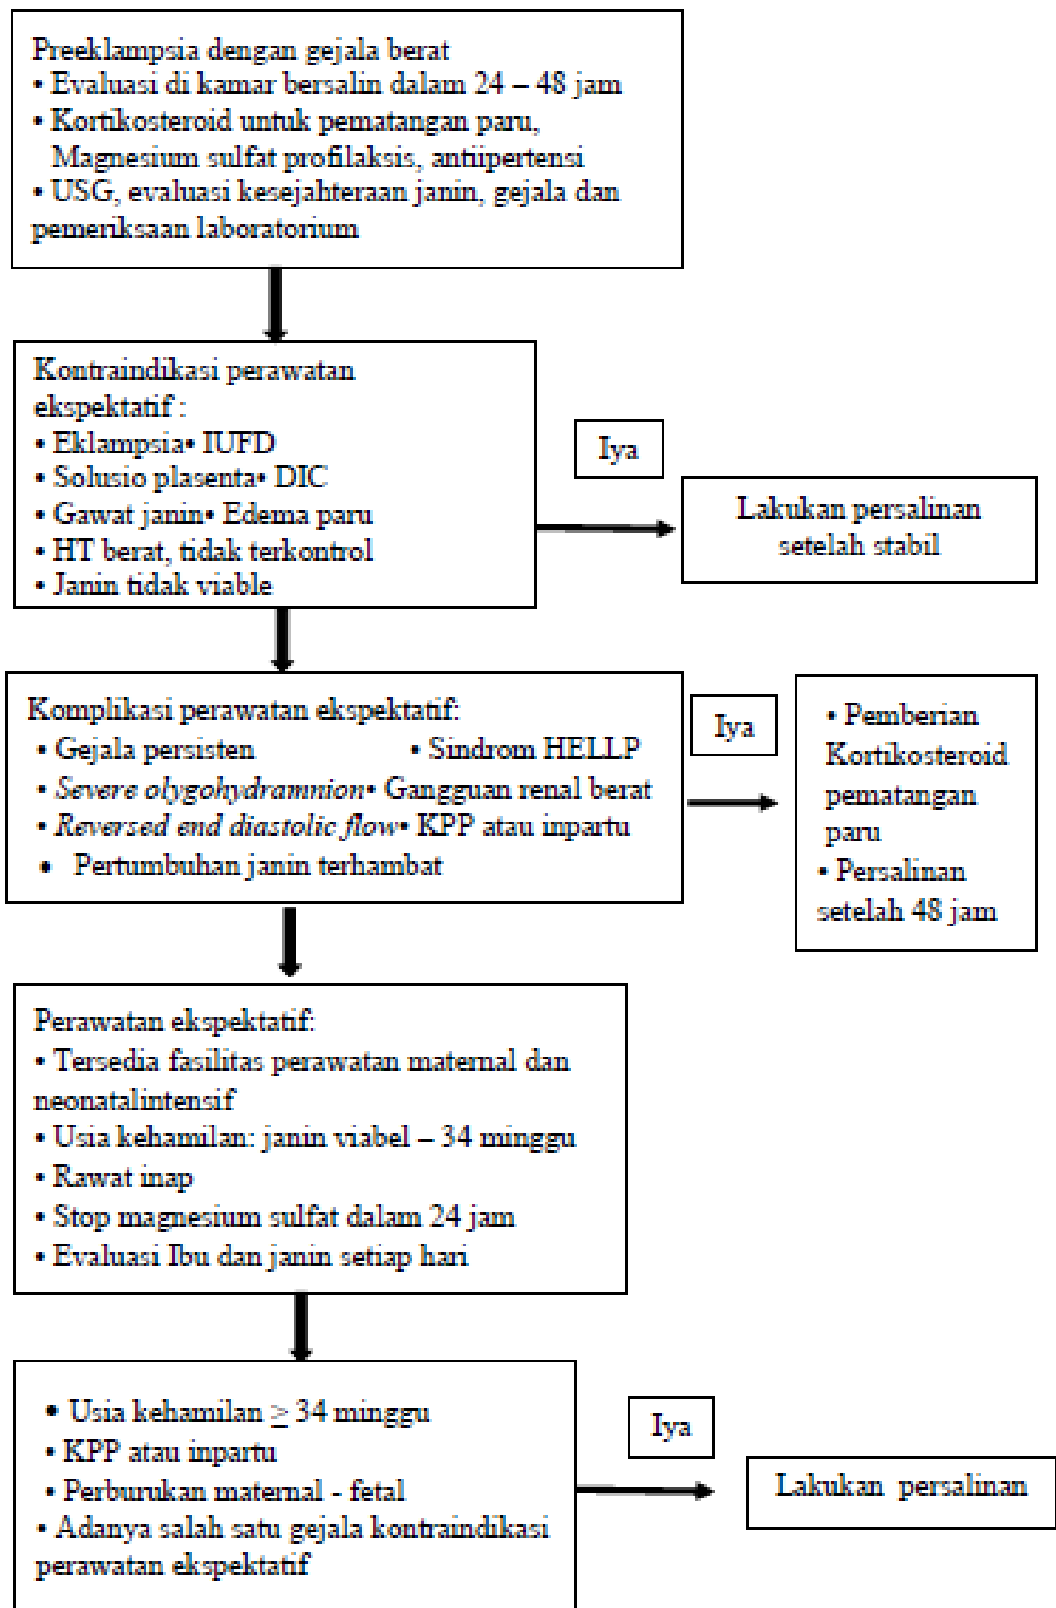 Preeklampsia dengan gejala berat
• Evaluasi di kamar bersalin dalam 24 – 48 jam
• Kortikosteroid untuk pematangan paru,
Magnesium sulfat profilaksis, antiipertensi
• USG, evaluasi kesejahteraan janin, gejala dan
pemeriksaan laboratorium
Kontraindikasi perawatan
ekspektatif :
• Eklampsia• IUFD
• Solusio plasenta• DIC
• Gawat janin• Edema paru
• HT berat, tidak terkontrol
• Janin tidak viable
Iya
Lakukan persalinan
setelah stabil
Komplikasi perawatan ekspektatif:
• Gejala persisten • Sindrom HELLP
• Severe olygohydramnion• Gangguan renal berat
• Reversed end diastolic flow• KPP atau inpartu
• Pertumbuhan janin terhambat
Iya
• Pemberian
Kortikosteroid
pematangan
paru
• Persalinan
setelah 48 jam
Perawatan ekspektatif:
• Tersedia fasilitas perawatan maternal dan
neonatalintensif
• Usia kehamilan: janin viabel – 34 minggu
• Rawat inap
• Stop magnesium sulfat dalam 24 jam
• Evaluasi Ibu dan janin setiap hari
• Usia kehamilan ≥ 34 minggu
• KPP atau inpartu
• Perburukan maternal - fetal
• Adanya salah satu gejala kontraindikasi
perawatan ekspektatif
Iya
Lakukan persalinan